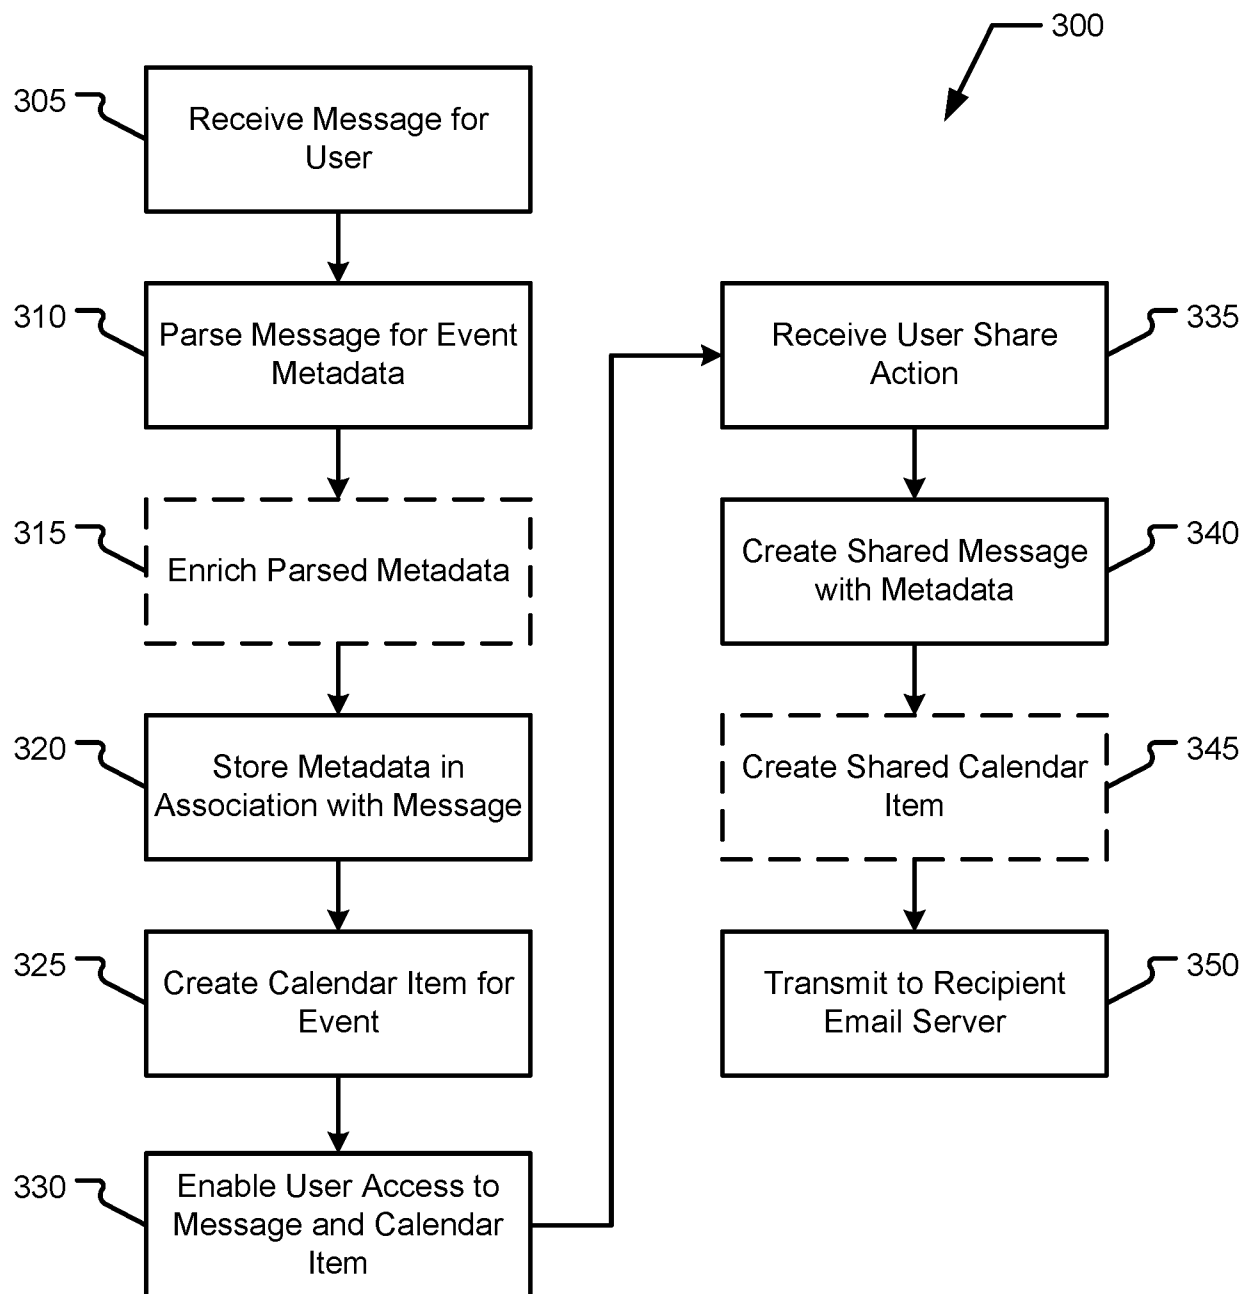 300
305
Receive Message for
User
310
Parse Message for Event
Metadata
315
Enrich Parsed Metadata
320
Store Metadata in
Association with Message
325
Create Calendar Item for
Event
330
Enable User Access to
Message and Calendar
Item
335
Receive User Share
Action
340
Create Shared Message
with Metadata
345
Create Shared Calendar
Item
350
Transmit to Recipient
Email Server